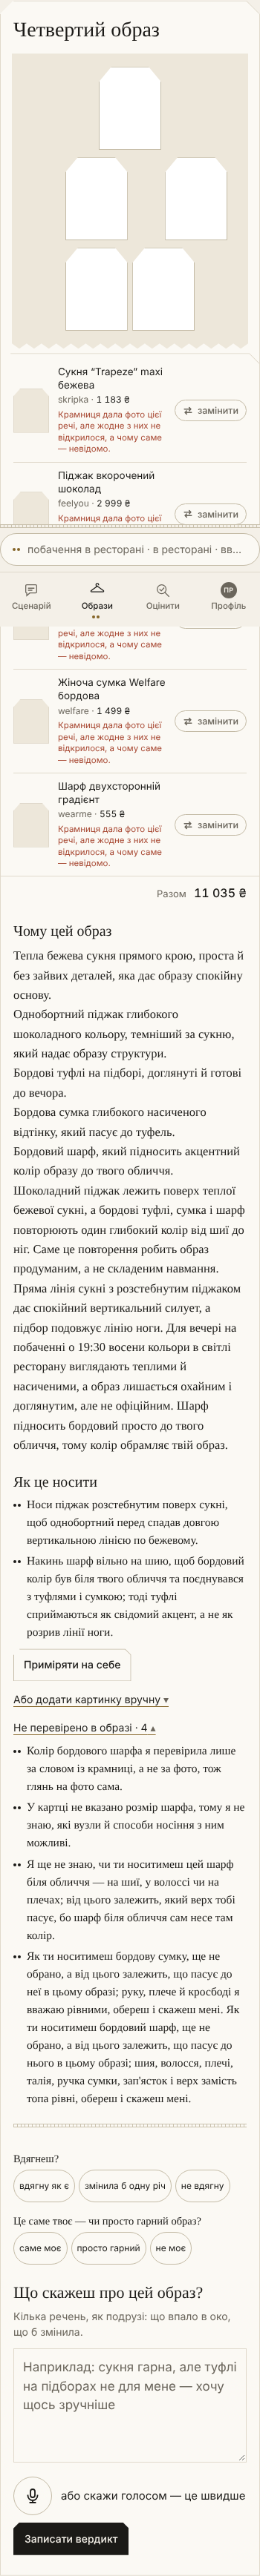 Четвертий образ
Сукня “Trapeze” maxi
бежева
skripka · 1 183 ₴
Крамниця дала фото цієї
речі, але жодне з них не
відкрилося, а чому саме
— невідомо.
замінити
Піджак вкорочений
шоколад
feelyou · 2 999 ₴
Крамниця дала фото цієї
замінити
побачення в ресторані · в ресторані · вв...
Сценарій
Образи
Оцінити
ПР
Профіль
речі, але жодне з них не
відкрилося, а чому саме
— невідомо.
Жіноча сумка Welfare
бордова
welfare · 1 499 ₴
Крамниця дала фото цієї
речі, але жодне з них не
відкрилося, а чому саме
— невідомо.
замінити
Шарф двухсторонній
градієнт
wearme · 555 ₴
Крамниця дала фото цієї
речі, але жодне з них не
відкрилося, а чому саме
— невідомо.
замінити
Разом 11 035 ₴
Чому цей образ
Тепла бежева сукня прямого крою, проста й
без зайвих деталей, яка дає образу спокійну
основу.
Однобортний піджак глибокого
шоколадного кольору, темніший за сукню,
який надає образу структури.
Бордові туфлі на підборі, доглянуті й готові
до вечора.
Бордова сумка глибокого насиченого
відтінку, який пасує до туфель.
Бордовий шарф, який підносить акцентний
колір образу до твого обличчя.
Шоколадний піджак лежить поверх теплої
бежевої сукні, а бордові туфлі, сумка і шарф
повторюють один глибокий колір від шиї до
ніг. Саме це повторення робить образ
продуманим, а не складеним навмання.
Пряма лінія сукні з розстебнутим піджаком
дає спокійний вертикальний силует, а
підбор подовжує лінію ноги. Для вечері на
побаченні о 19:30 восени кольори в світлі
ресторану виглядають теплими й
насиченими, а образ лишається охайним і
доглянутим, але не офіційним. Шарф
підносить бордовий просто до твого
обличчя, тому колір обрамляє твій образ.
Як це носити
Носи піджак розстебнутим поверх сукні,
щоб однобортний перед спадав довгою
вертикальною лінією по бежевому.
Накинь шарф вільно на шию, щоб бордовий
колір був біля твого обличчя та поєднувався
з туфлями і сумкою; тоді туфлі
сприймаються як свідомий акцент, а не як
розрив лінії ноги.
Приміряти на себе
Або додати картинку вручну ▾
Не перевірено в образі · 4 ▴
Колір бордового шарфа я перевірила лише
за словом із крамниці, а не за фото, тож
глянь на фото сама.
У картці не вказано розмір шарфа, тому я не
знаю, які вузли й способи носіння з ним
можливі.
Я ще не знаю, чи ти носитимеш цей шарф
біля обличчя — на шиї, у волоссі чи на
плечах; від цього залежить, який верх тобі
пасує, бо шарф біля обличчя сам несе там
колір.
Як ти носитимеш бордову сумку, ще не
обрано, а від цього залежить, що пасує до
неї в цьому образі; руку, плече й кросбоді я
вважаю рівними, обереш і скажеш мені. Як
ти носитимеш бордовий шарф, ще не
обрано, а від цього залежить, що пасує до
нього в цьому образі; шия, волосся, плечі,
талія, ручка сумки, зап'ясток і верх замість
топа рівні, обереш і скажеш мені.
Вдягнеш?
вдягну як є
змінила б одну річ
не вдягну
Це саме твоє — чи просто гарний образ?
саме моє
просто гарний
не моє
Що скажеш про цей образ?
Кілька речень, як подрузі: що впало в око,
що б змінила.
Наприклад: сукня гарна, але туфлі
на підборах не для мене — хочу
щось зручніше
або скажи голосом — це швидше
Записати вердикт